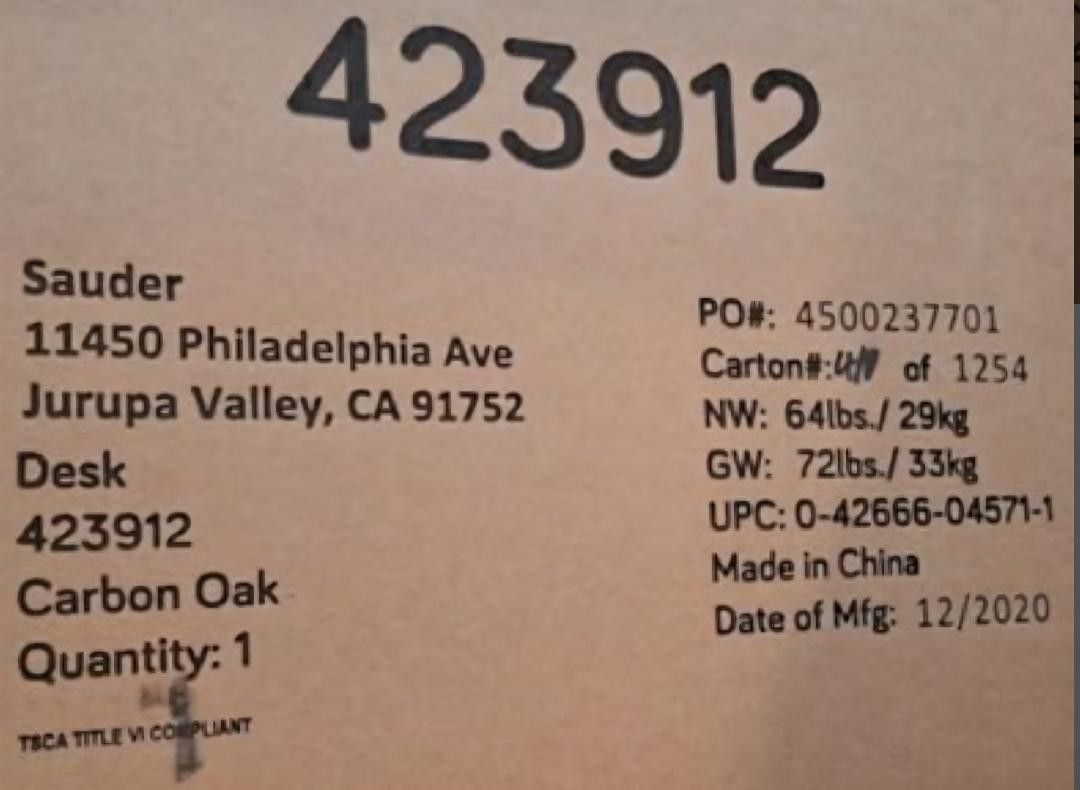 423912
Sauder
11450 Philadelphia Ave
Jurupa Valley, CA 91752
Desk
423912
Carbon Oak
Quantity: 1
TSCA TITLE VI COMPLIANT
PO#: 4500237701
Carton#: of 1254
NW: 64lbs./ 29kg
GW: 72lbs./ 33kg
UPC: 0-42666-04571-1
Made in China
Date of Mfg: 12/2020